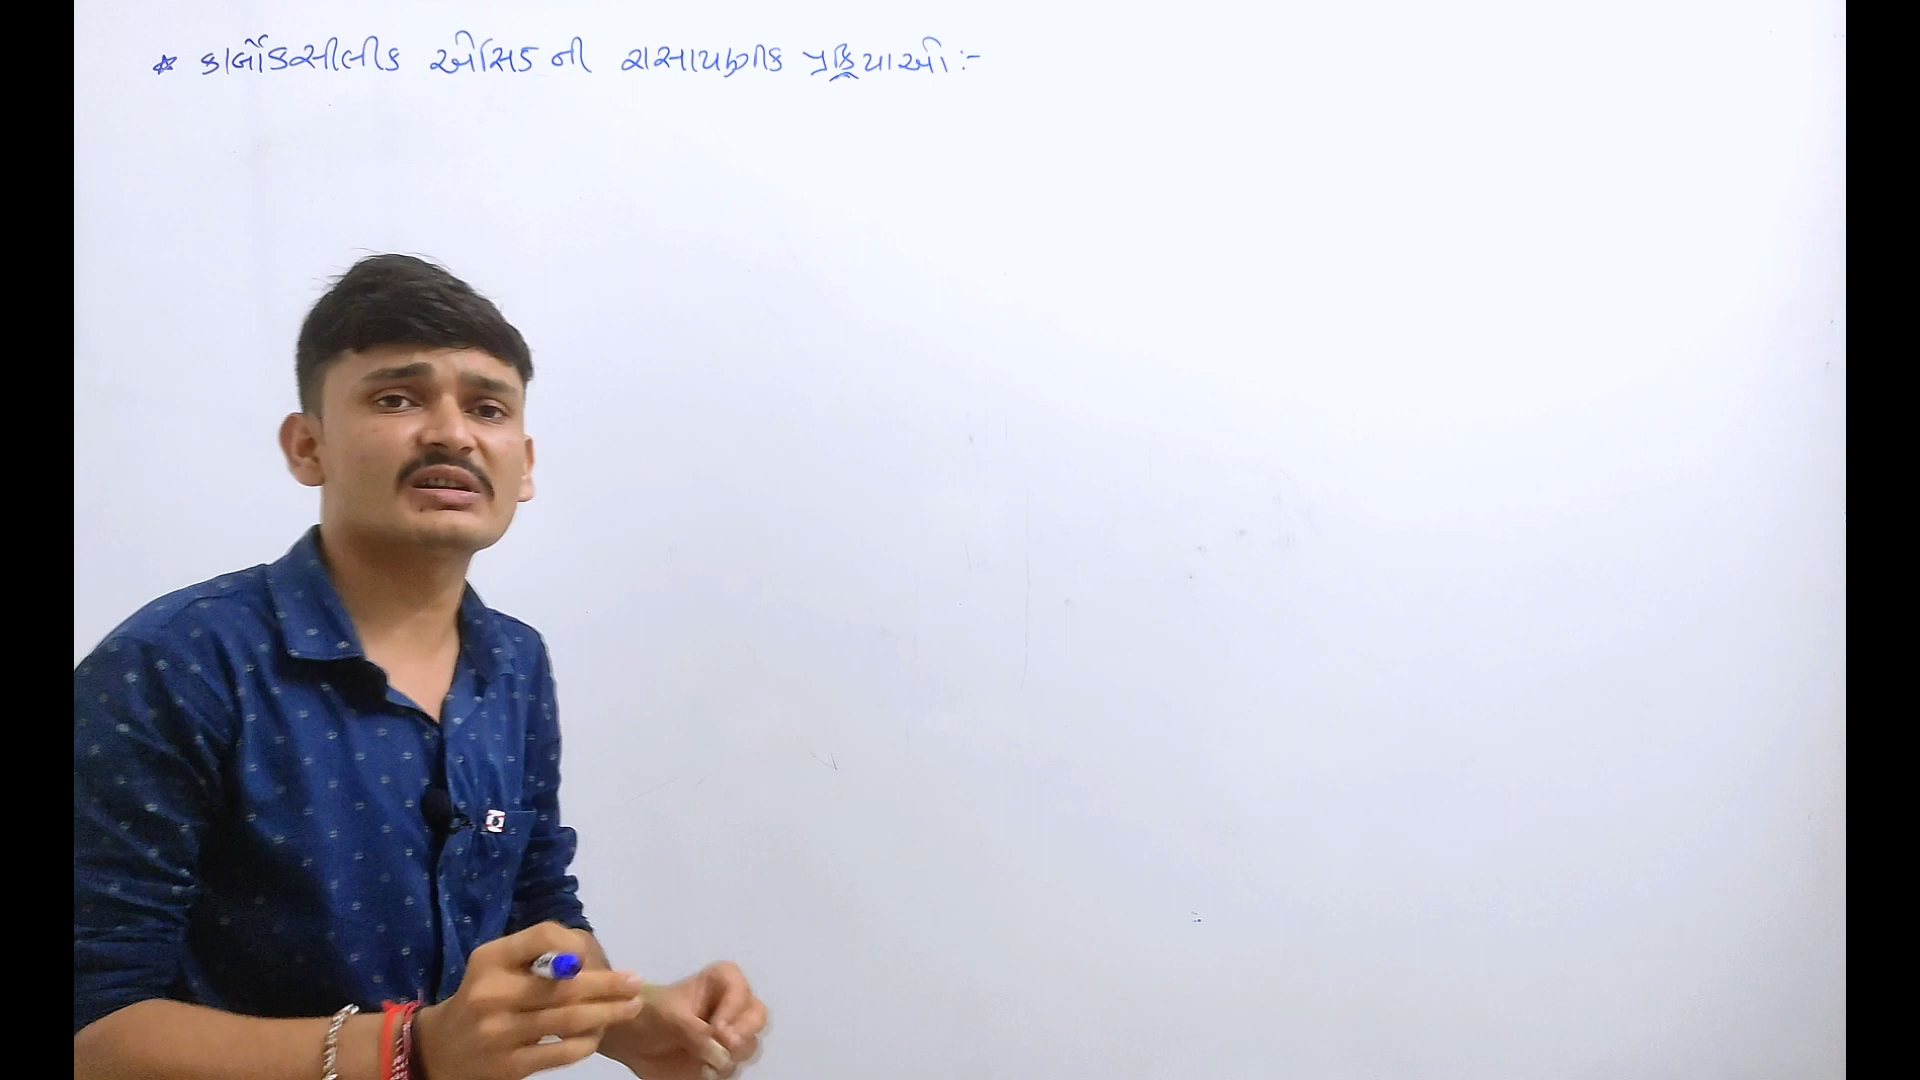 * કાર્બોક્સીલીક એસિડ ની રાસાયણીક પ્રક્રિયાઓ :-